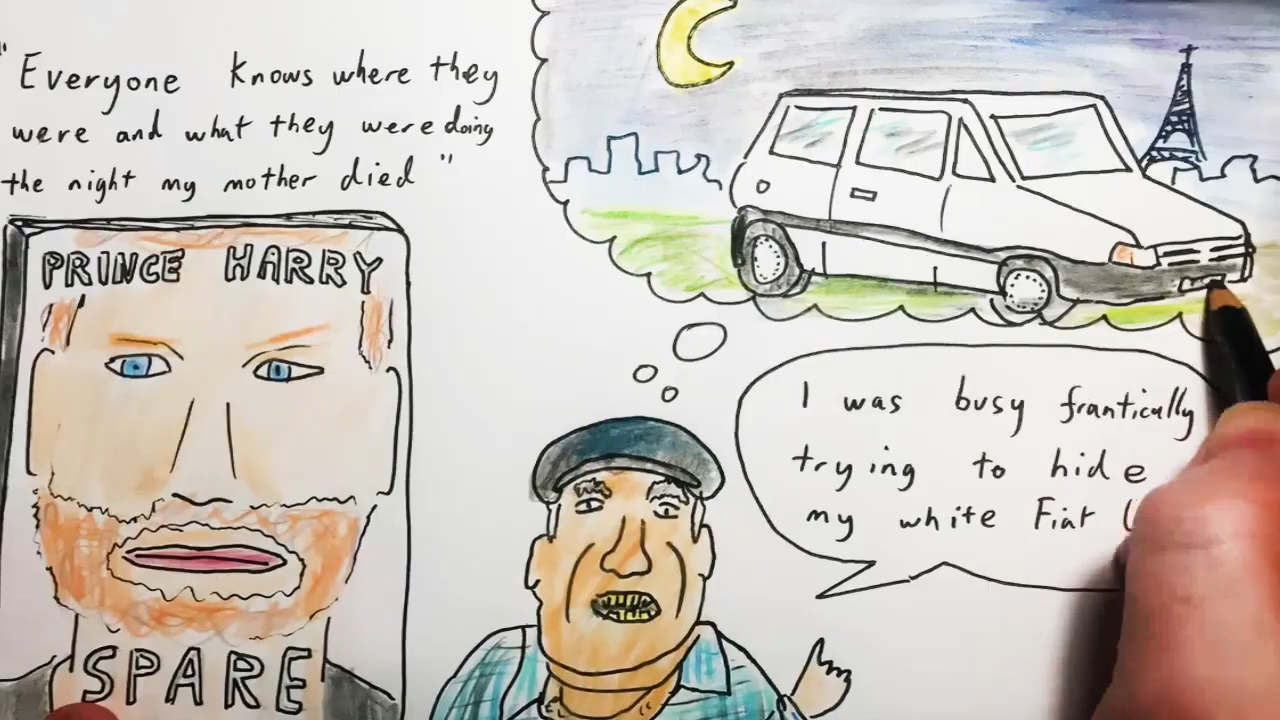 "Everyone knows where they
were and what they were doing
the night my mother died"
PRINCE HARRY
SPARE
I was busy frantically
trying to hide
my white Fiat